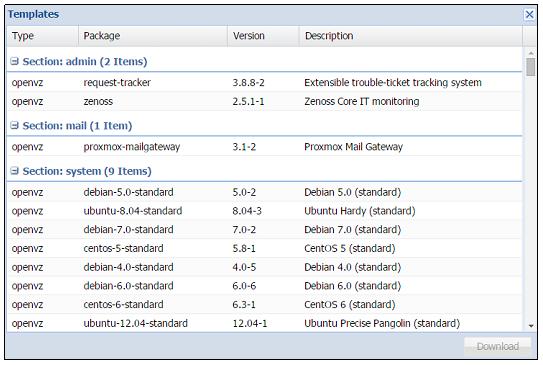 Templates
Type Package Version Description
Section: admin (2 Items)
openvz request-tracker 3.8.8-2 Extensible trouble-ticket tracking system
openvz zenoss 2.5.1-1 Zenoss Core IT monitoring
Section: mail (1 Item)
openvz proxmox-mailgateway 3.1-2 Proxmox Mail Gateway
Section: system (9 Items)
openvz debian-5.0-standard 5.0-2 Debian 5.0 (standard)
openvz ubuntu-8.04-standard 8.04-3 Ubuntu Hardy (standard)
openvz debian-7.0-standard 7.0-2 Debian 7.0 (standard)
openvz centos-5-standard 5.8-1 CentOS 5 (standard)
openvz debian-4.0-standard 4.0-5 Debian 4.0 (standard)
openvz debian-6.0-standard 6.0-6 Debian 6.0 (standard)
openvz centos-6-standard 6.3-1 CentOS 6 (standard)
openvz ubuntu-12.04-standard 12.04-1 Ubuntu Precise Pangolin (standard)
Download